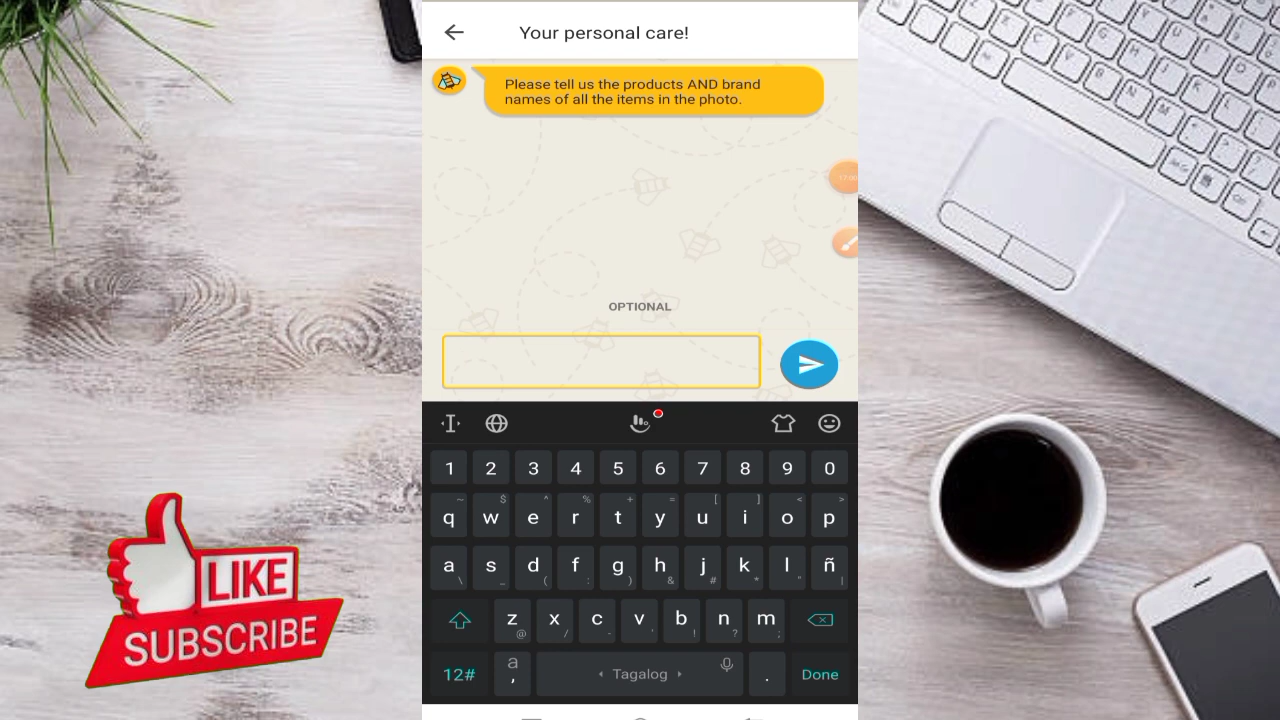 Your personal care!
Please tell us the products AND brand
names of all the items in the photo.
OPTIONAL
1 2 3 4 5 6 7 8 9 0
~ $ ^ % + = [ ] < >
q w e r t y u i o p
a s d f g h j k l ñ
\ _ ( : ) & # * " |
z x c v b n m
@ / - ' ! ? ;
12# a , Tagalog . Done
LIKE
SUBSCRIBE